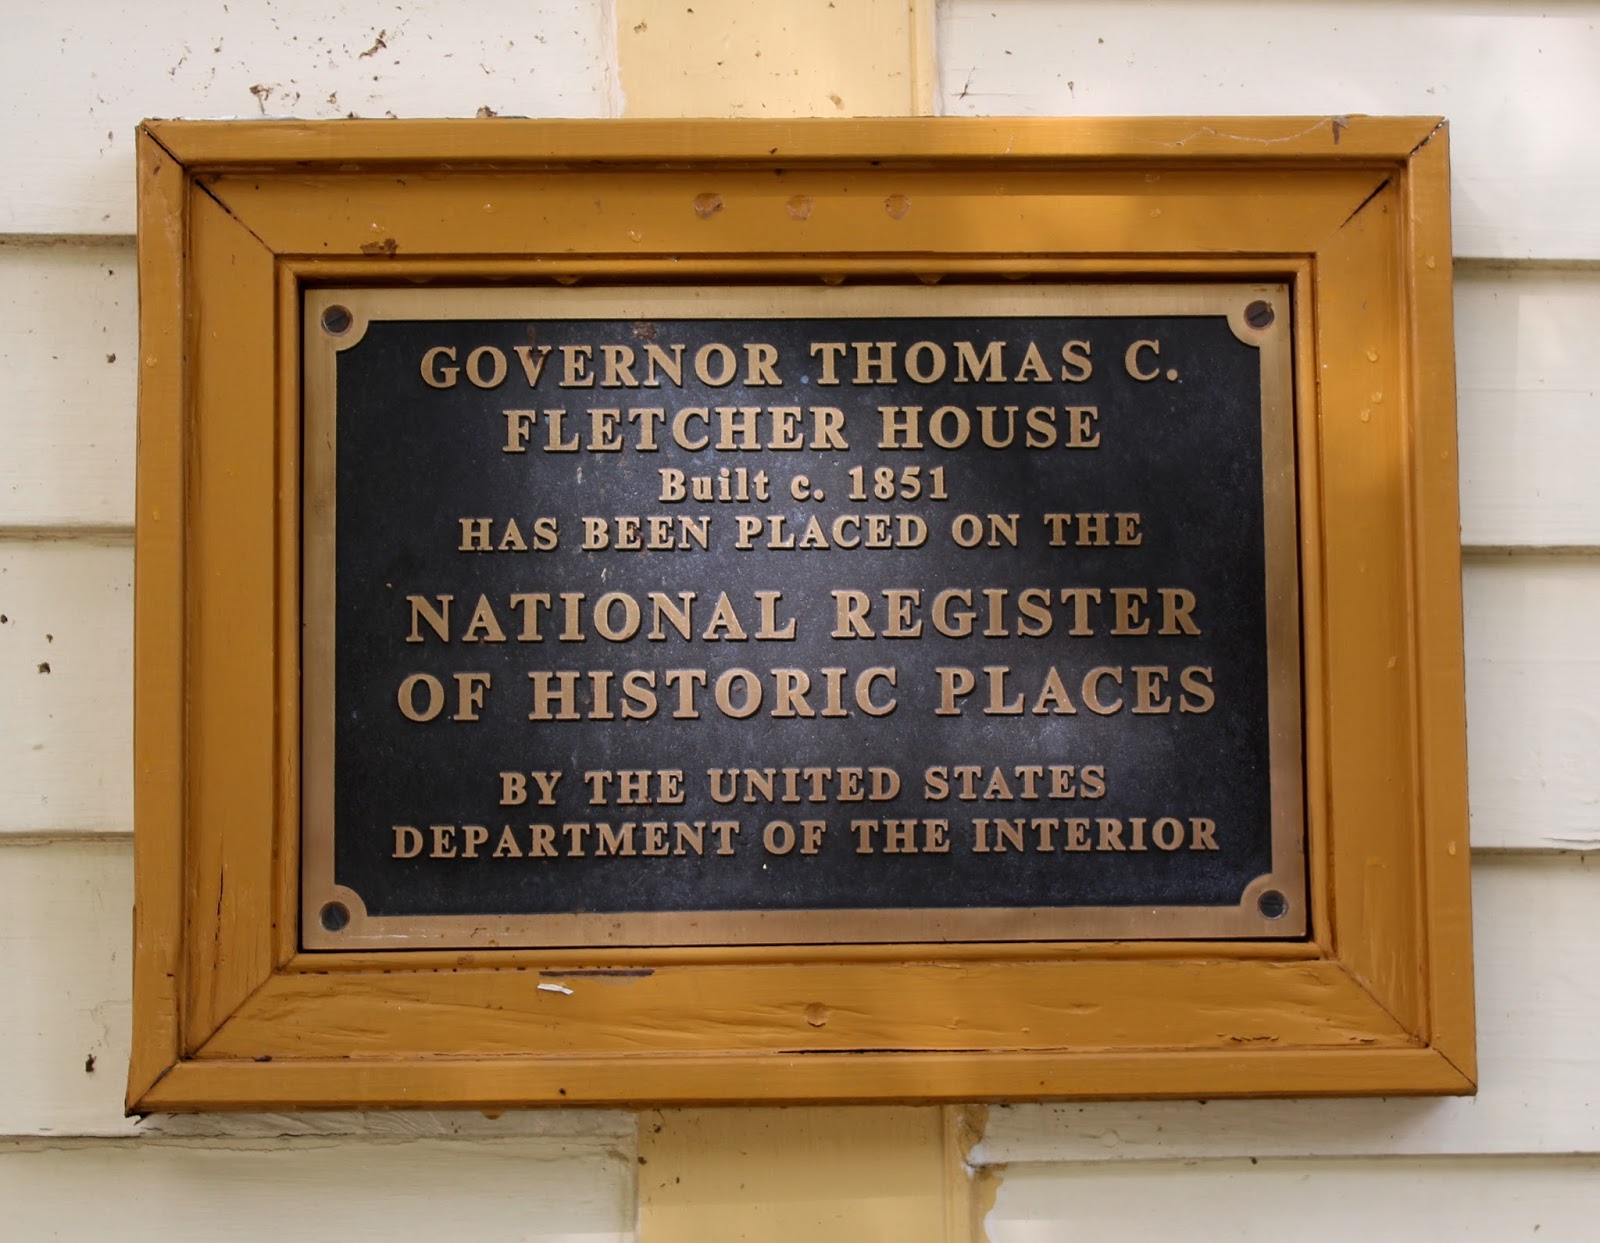 GOVERNOR THOMAS C.
FLETCHER HOUSE
Built c. 1851
HAS BEEN PLACED ON THE
NATIONAL REGISTER
OF HISTORIC PLACES
BY THE UNITED STATES
DEPARTMENT OF THE INTERIOR